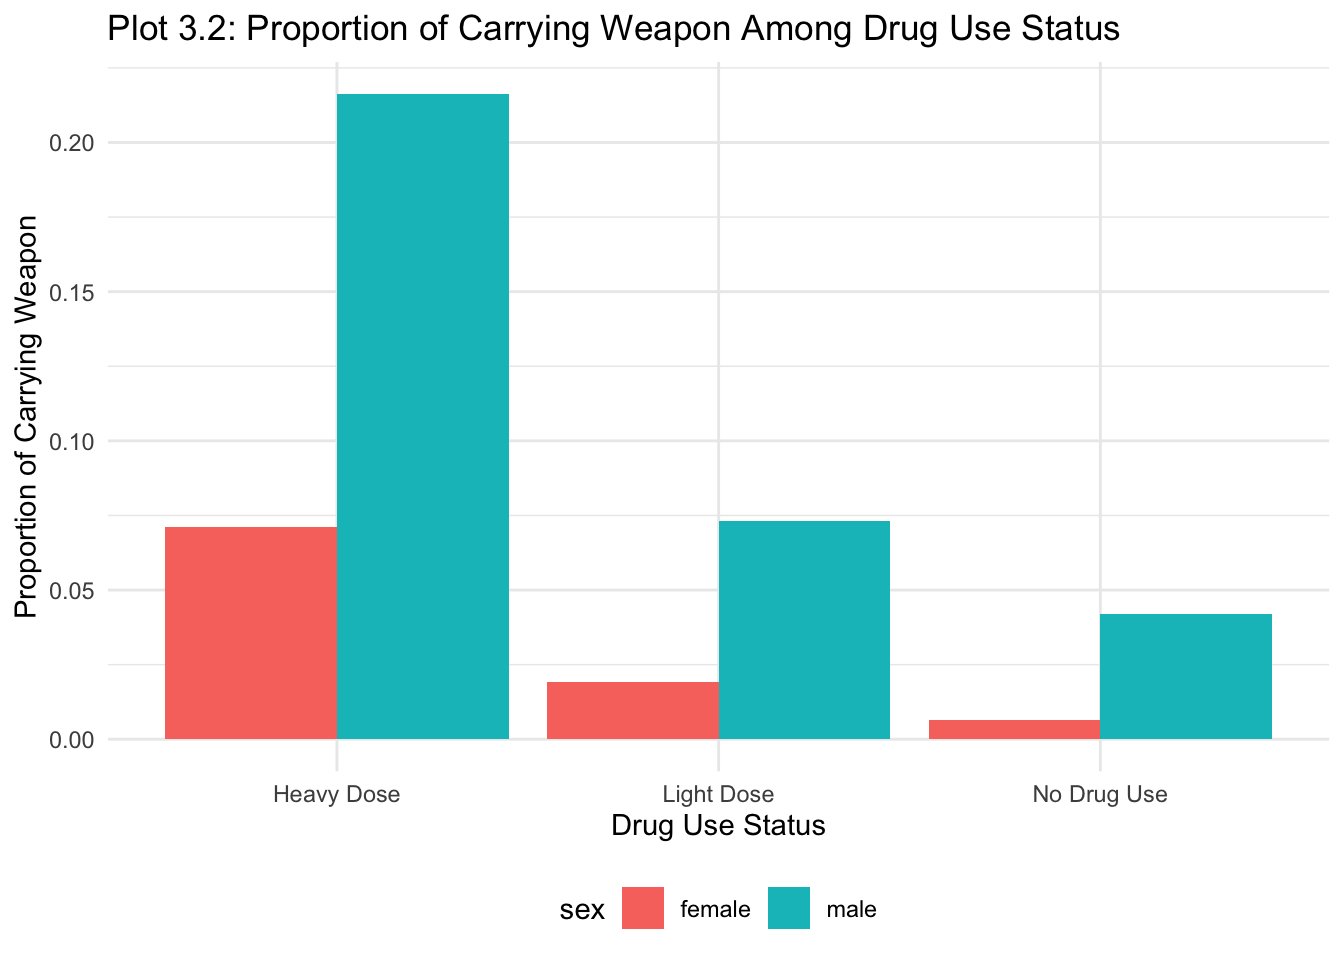 Plot 3.2: Proportion of Carrying Weapon Among Drug Use Status
Proportion of Carrying Weapon
0.20
0.15
0.10
0.05
0.00
Heavy Dose
Light Dose
No Drug Use
Drug Use Status
sex
female
male